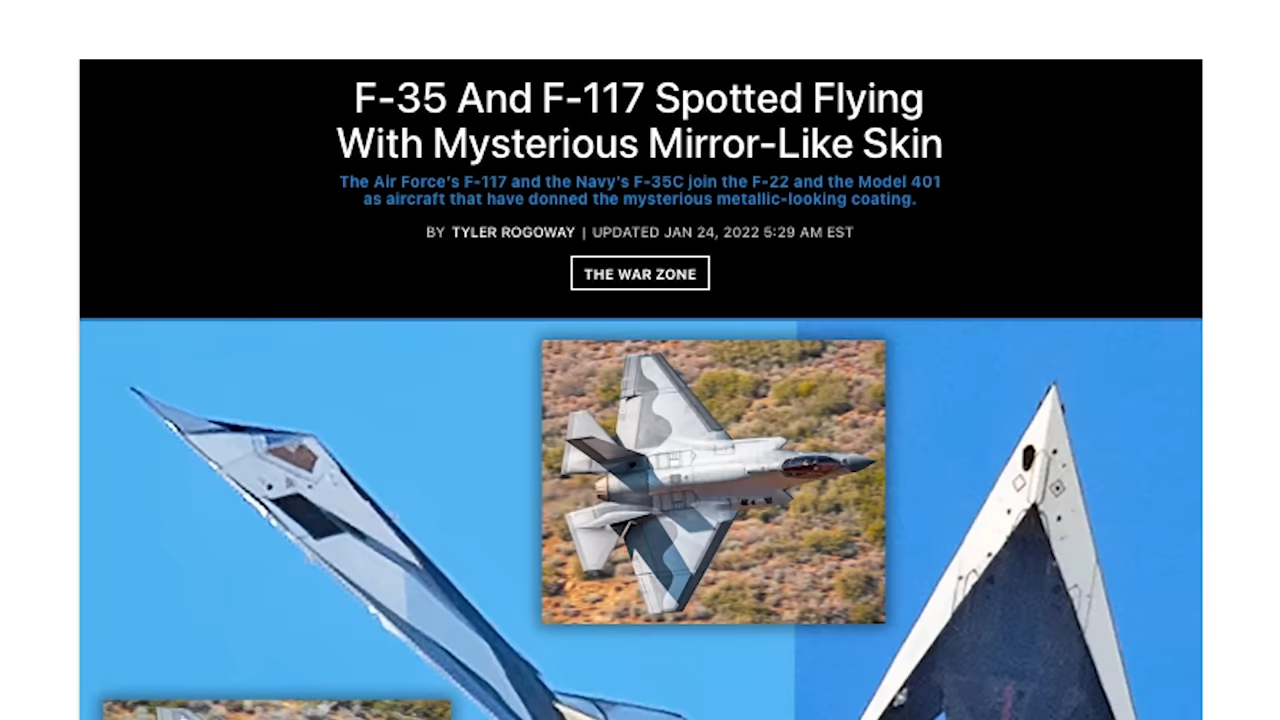 F-35 And F-117 Spotted Flying
With Mysterious Mirror-Like Skin
The Air Force's F-117 and the Navy's F-35C join the F-22 and the Model 401
as aircraft that have donned the mysterious metallic-looking coating.
BY TYLER ROGOWAY | UPDATED JAN 24, 2022 5:29 AM EST
THE WAR ZONE